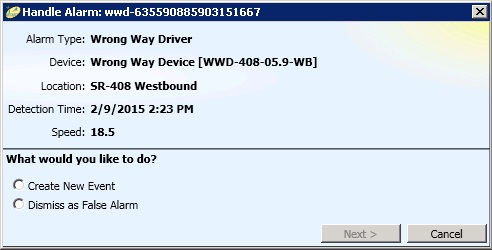 Handle Alarm: wwd-635590885903151667
Alarm Type: Wrong Way Driver
Device: Wrong Way Device [WWD-408-05.9-WB]
Location: SR-408 Westbound
Detection Time: 2/9/2015 2:23 PM
Speed: 18.5
What would you like to do?
Create New Event
Dismiss as False Alarm
Next > Cancel